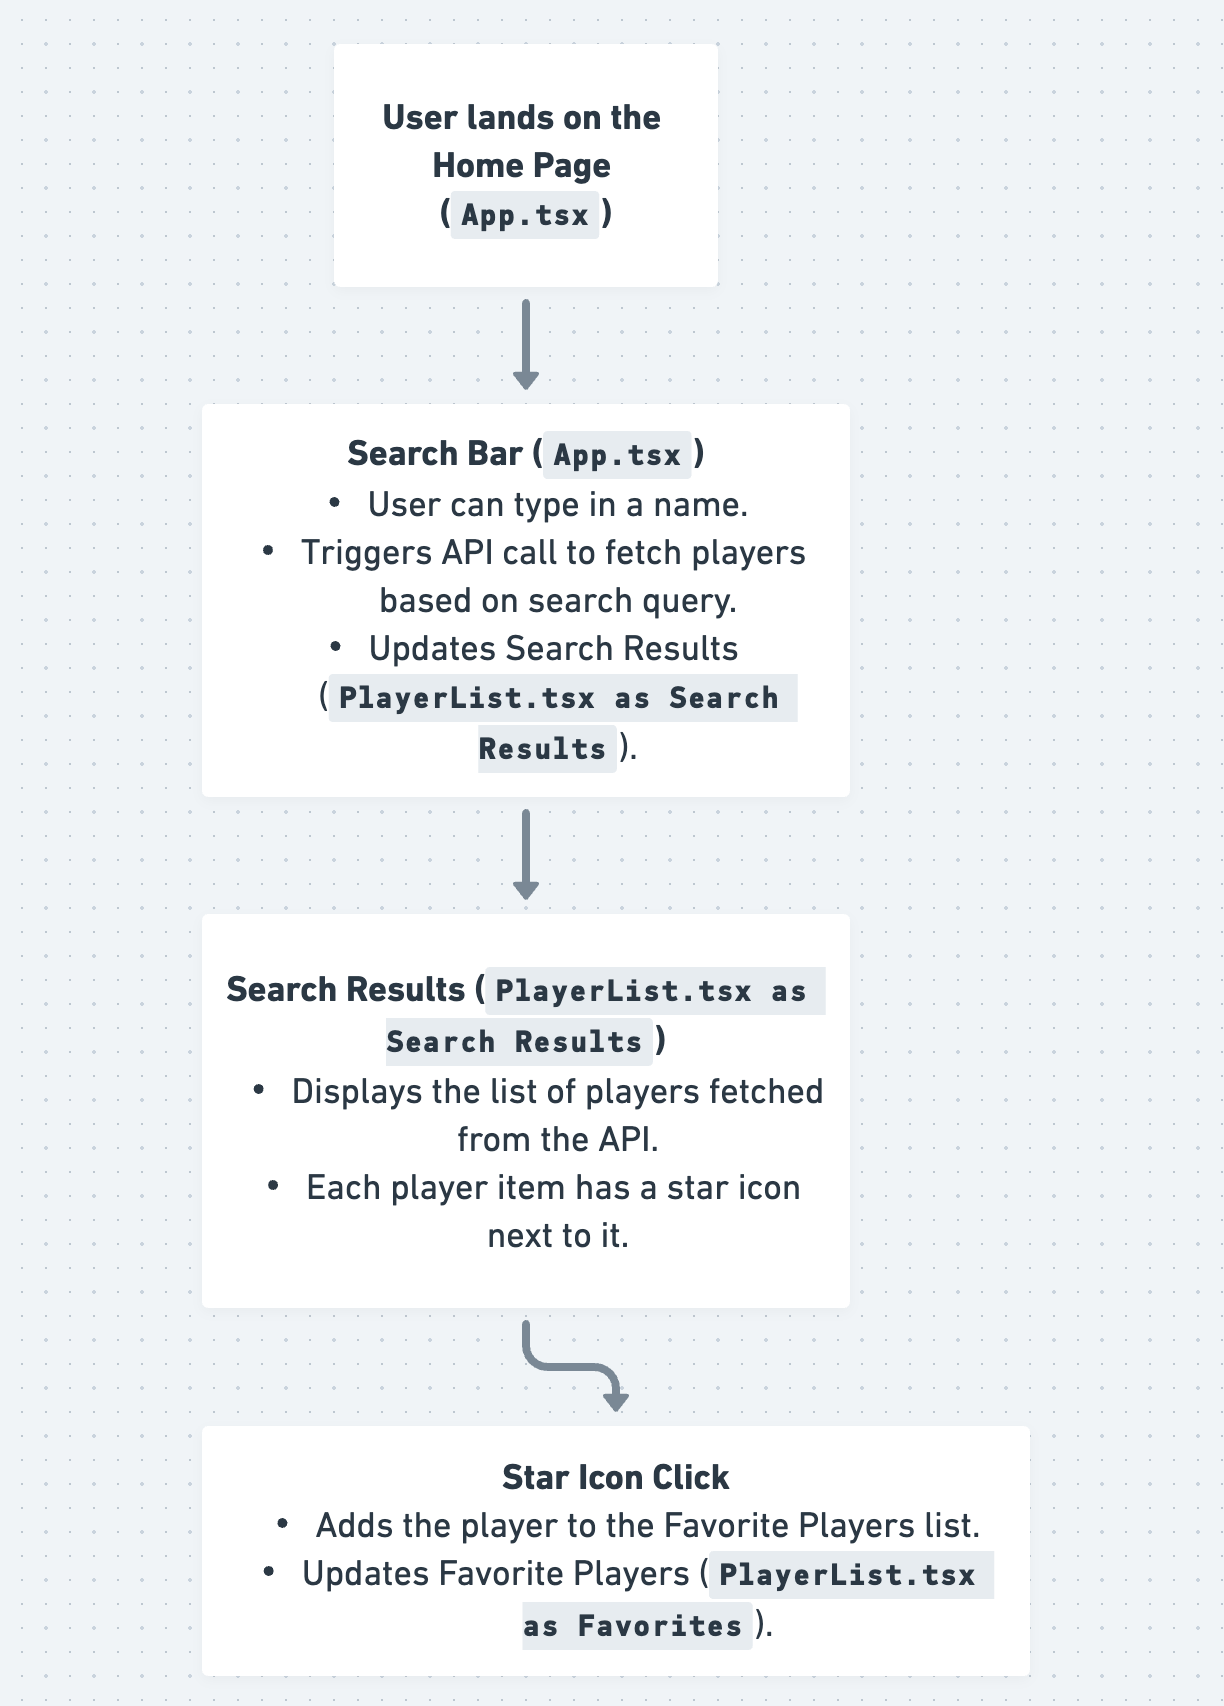 User lands on the
Home Page
( App.tsx )
Search Bar ( App.tsx )
• User can type in a name.
• Triggers API call to fetch players
based on search query.
• Updates Search Results
( PlayerList.tsx as Search
Results ).
Search Results ( PlayerList.tsx as
Search Results )
• Displays the list of players fetched
from the API.
• Each player item has a star icon
next to it.
Star Icon Click
• Adds the player to the Favorite Players list.
• Updates Favorite Players ( PlayerList.tsx
as Favorites ).